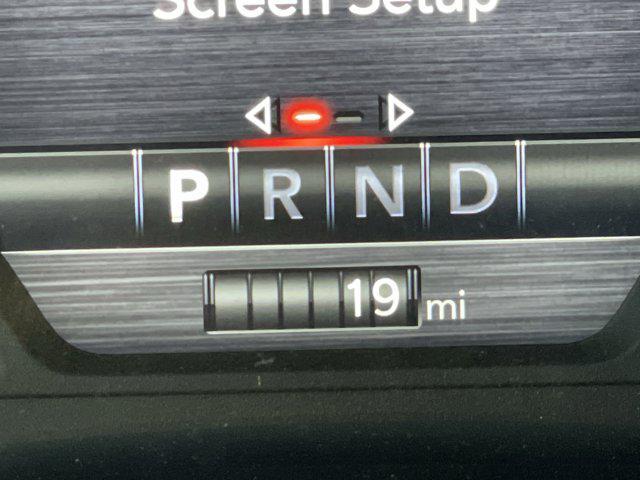 Screen Setup
P R N D
19 mi